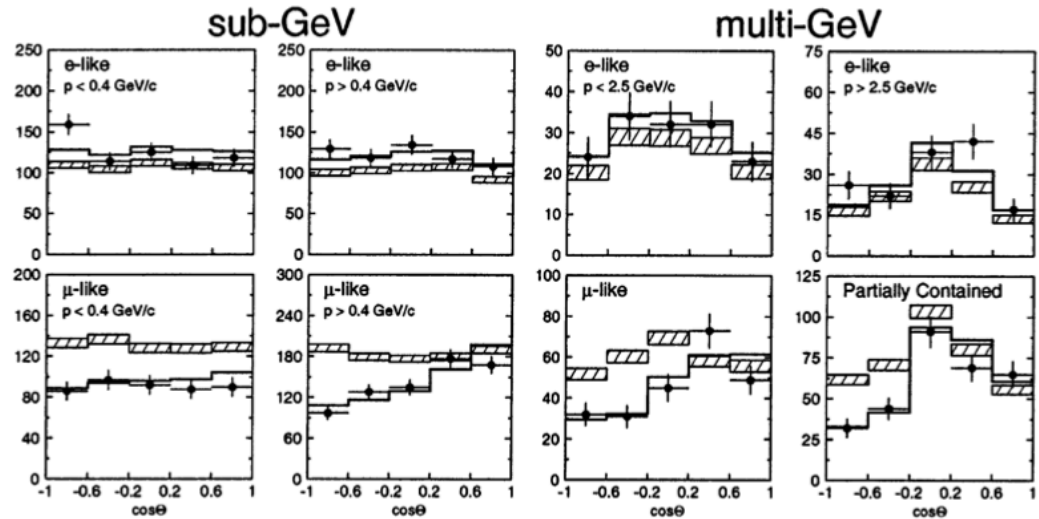 sub-GeV
multi-GeV
e-like
p < 0.4 GeV/c
250
200
150
100
50
0
e-like
p > 0.4 GeV/c
250
200
150
100
50
0
e-like
p < 2.5 GeV/c
50
40
30
20
10
0
e-like
p > 2.5 GeV/c
75
60
45
30
15
0
μ-like
p < 0.4 GeV/c
200
160
120
80
40
0
-1 -0.6 -0.2 0.2 0.6 1
cosΘ
μ-like
p > 0.4 GeV/c
300
240
180
120
60
0
-1 -0.6 -0.2 0.2 0.6 1
cosΘ
μ-like
100
80
60
40
20
0
-1 -0.6 -0.2 0.2 0.6 1
cosΘ
Partially Contained
125
100
75
50
25
0
-1 -0.6 -0.2 0.2 0.6 1
cosΘ